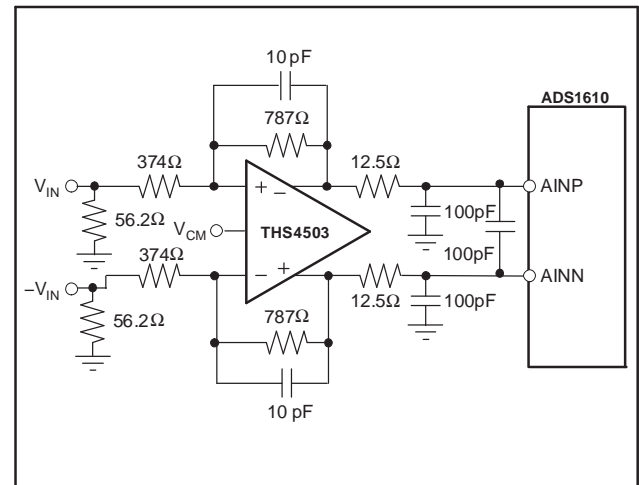 10 pF
ADS1610
787Ω
374Ω
12.5Ω
V_IN
AINP
56.2Ω
100pF
V_CM
THS4503
100pF
374Ω
–V_IN
AINN
12.5Ω
100pF
56.2Ω
787Ω
10 pF